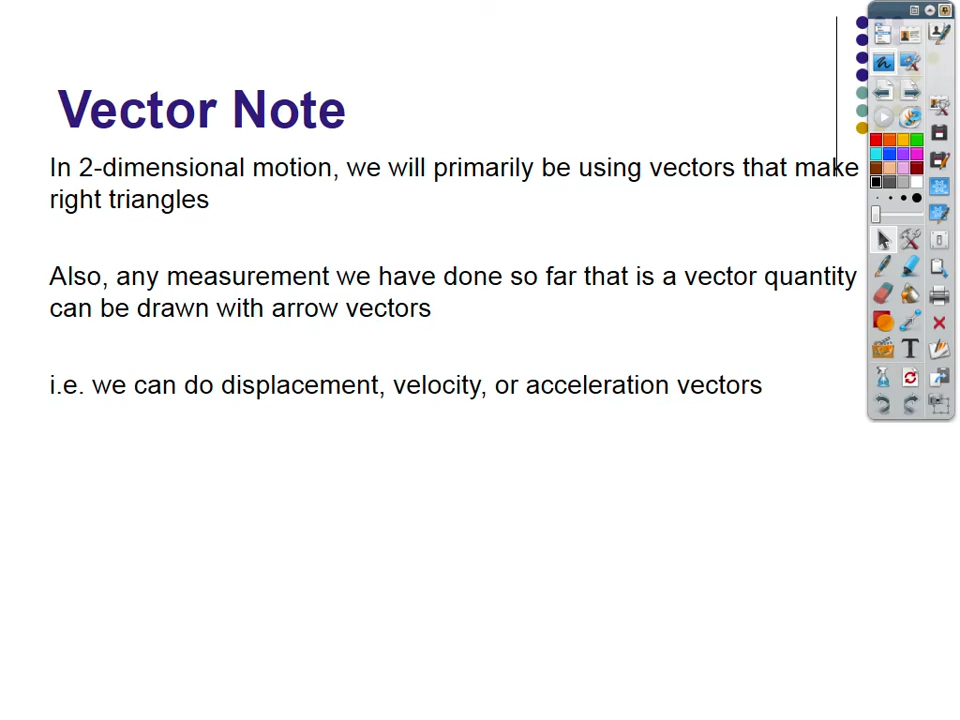 Vector Note
In 2-dimensional motion, we will primarily be using vectors that make
right triangles
Also, any measurement we have done so far that is a vector quantity
can be drawn with arrow vectors
i.e. we can do displacement, velocity, or acceleration vectors